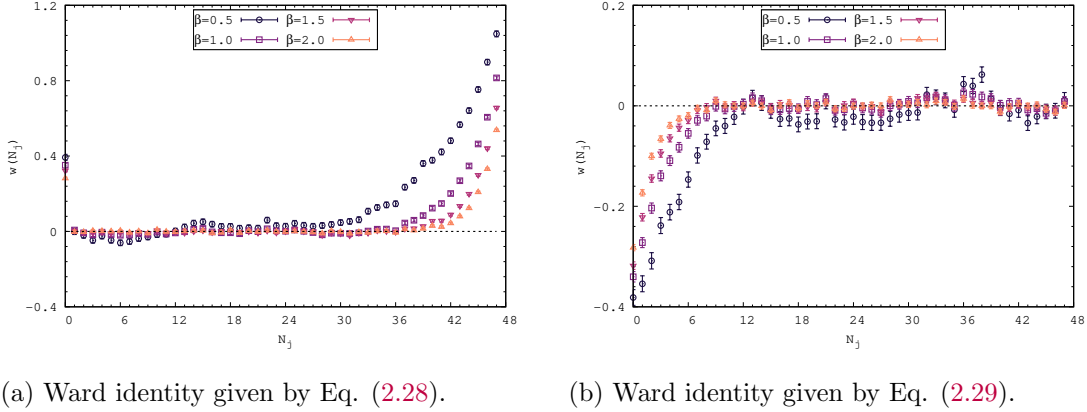 1.2
0.8
0.4
0
-0.4
w(N_j)
β=0.5 β=1.5
β=1.0 β=2.0
0 6 12 18 24 30 36 42 48
N_j
0.2
0
-0.2
-0.4
w(N_j)
β=0.5 β=1.5
β=1.0 β=2.0
0 6 12 18 24 30 36 42 48
N_j
(a) Ward identity given by Eq. (2.28).
(b) Ward identity given by Eq. (2.29).